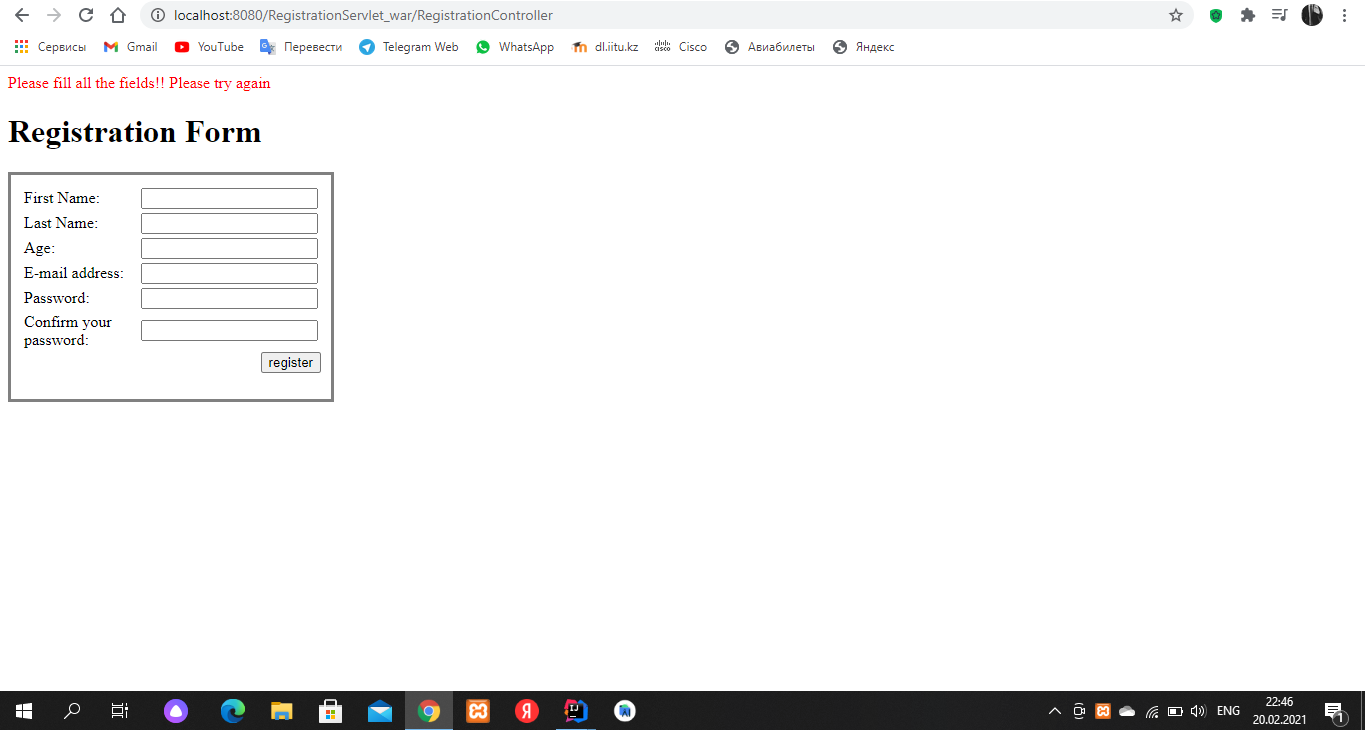 localhost:8080/RegistrationServlet_war/RegistrationController
Сервисы Gmail YouTube Перевести Telegram Web WhatsApp dl.iitu.kz Cisco Авиабилеты Яндекс
Please fill all the fields!! Please try again
Registration Form
First Name:
Last Name:
Age:
E-mail address:
Password:
Confirm your
password:
register
ENG
22:46
20.02.2021
1